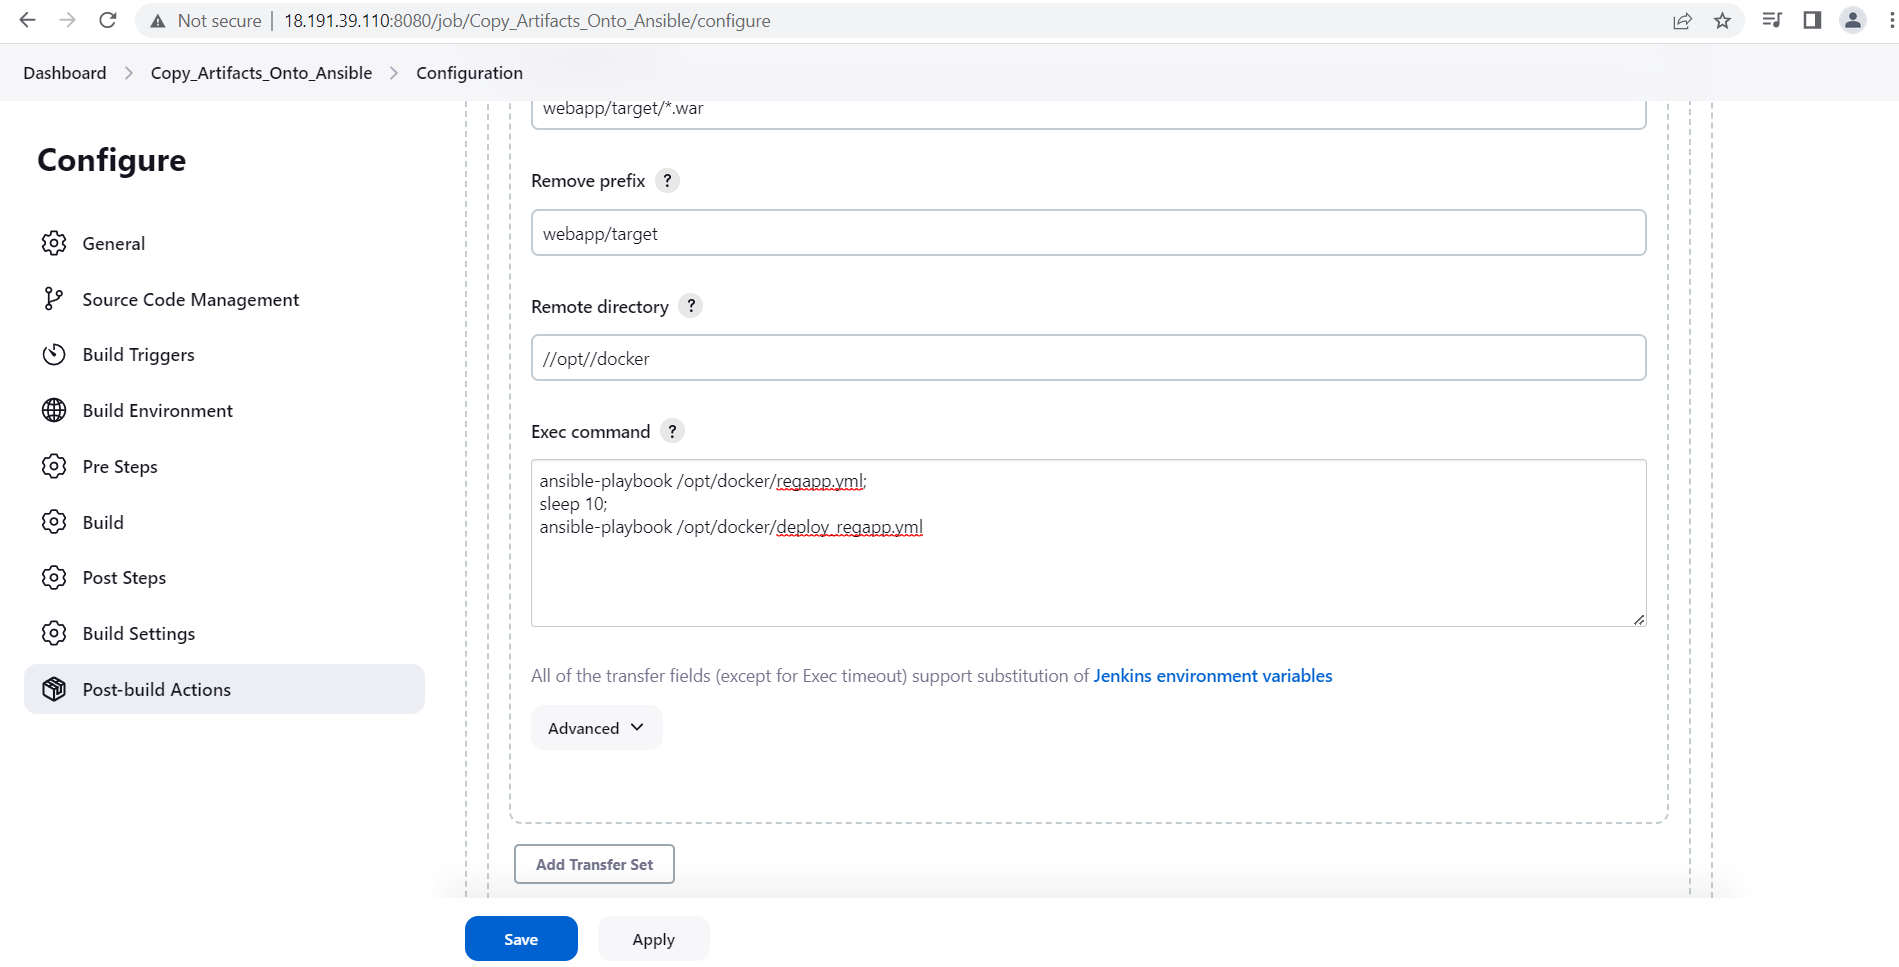 Not secure | 18.191.39.110:8080/job/Copy_Artifacts_Onto_Ansible/configure
Dashboard > Copy_Artifacts_Onto_Ansible > Configuration
Configure
General
Source Code Management
Build Triggers
Build Environment
Pre Steps
Build
Post Steps
Build Settings
Post-build Actions
webapp/target/*.war
Remove prefix ?
webapp/target
Remote directory ?
//opt//docker
Exec command ?
ansible-playbook /opt/docker/regapp.yml;
sleep 10;
ansible-playbook /opt/docker/deploy_regapp.yml
All of the transfer fields (except for Exec timeout) support substitution of Jenkins environment variables
Advanced
Add Transfer Set
Save
Apply